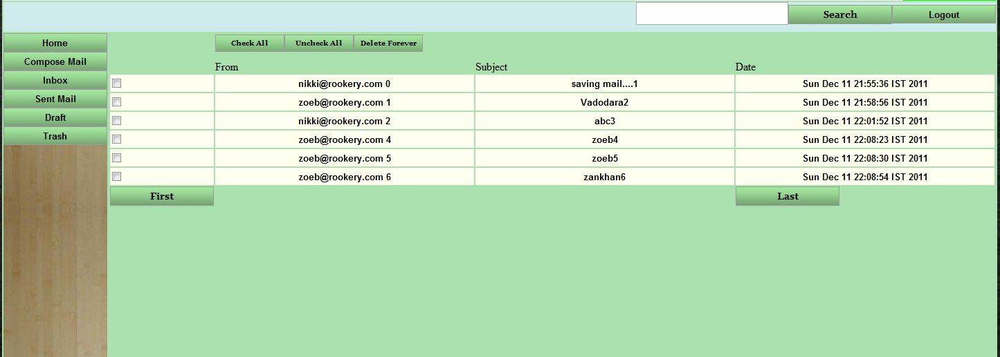 Search Logout
Home
Compose Mail
Inbox
Sent Mail
Draft
Trash
Check All Uncheck All Delete Forever
From Subject Date
nikki@rookery.com 0 saving mail....1 Sun Dec 11 21:55:36 IST 2011
zoeb@rookery.com 1 Vadodara2 Sun Dec 11 21:58:56 IST 2011
nikki@rookery.com 2 abc3 Sun Dec 11 22:01:52 IST 2011
zoeb@rookery.com 4 zoeb4 Sun Dec 11 22:08:23 IST 2011
zoeb@rookery.com 5 zoeb5 Sun Dec 11 22:08:30 IST 2011
zoeb@rookery.com 6 zankhan6 Sun Dec 11 22:08:54 IST 2011
First Last